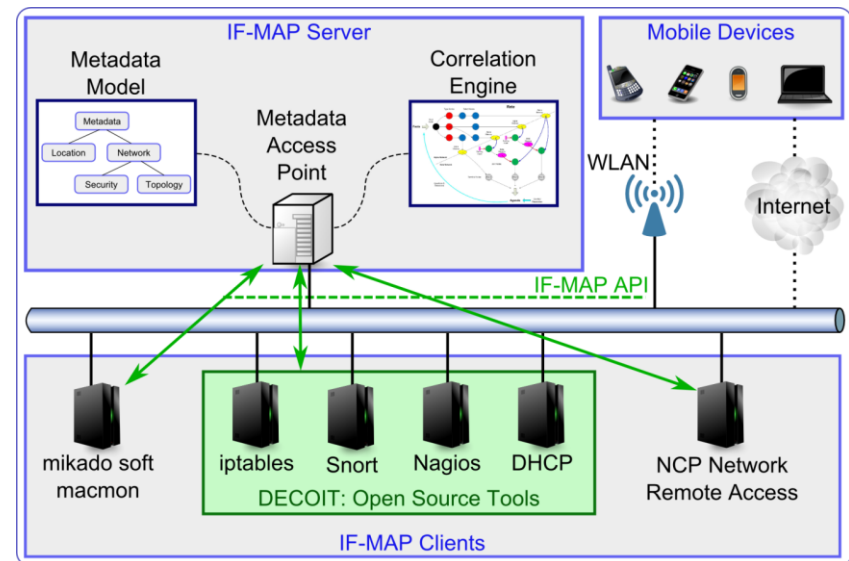 IF-MAP Server
Metadata
Model
Metadata
Location
Network
Security
Topology
Metadata
Access
Point
Correlation
Engine
Mobile Devices
WLAN
Internet
IF-MAP API
mikado soft
macmon
iptables
Snort
Nagios
DHCP
DECOIT: Open Source Tools
NCP Network
Remote Access
IF-MAP Clients